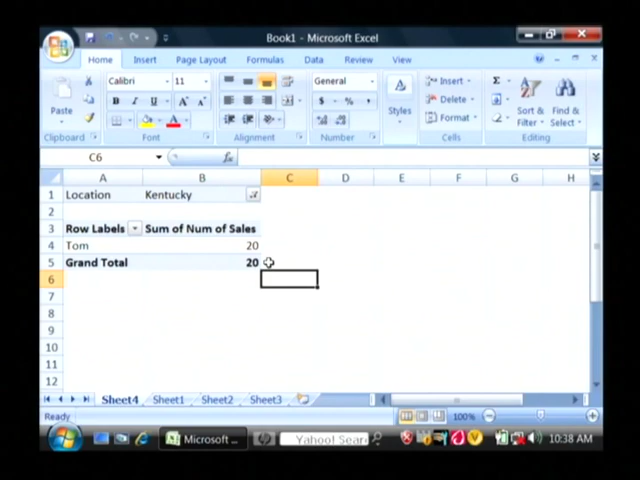 Book1 - Microsoft Excel
Home Insert Page Layout Formulas Data Review View
Calibri 11 General Insert
Paste B I U $ % , Styles Delete Sort & Find &
Format Filter Select
Clipboard Font Alignment Number Cells Editing
C6 fx
A B C D E F G H
1 Location Kentucky
2
3 Row Labels Sum of Num of Sales
4 Tom 20
5 Grand Total 20
6
7
8
9
10
11
12
Sheet4 Sheet1 Sheet2 Sheet3
Ready 100%
Microsoft ... hp Yahoo! Sear 10:38 AM